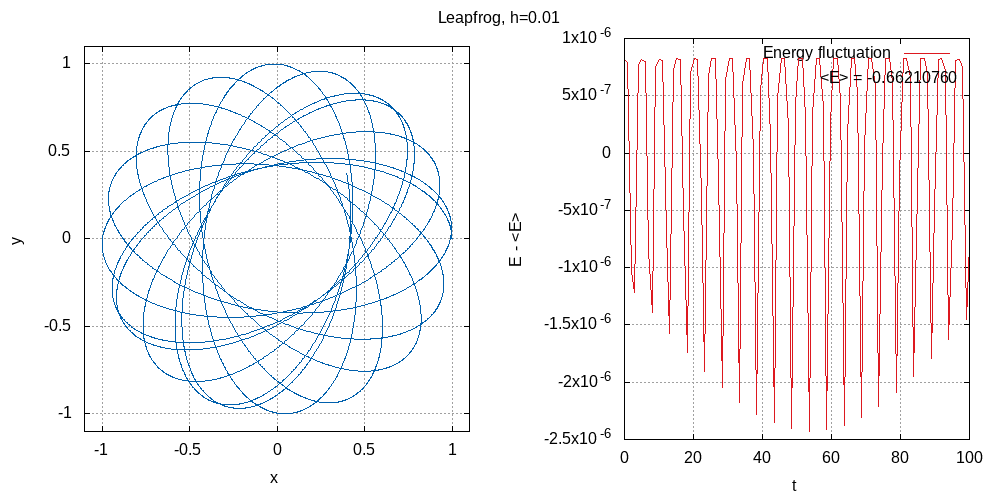 Leapfrog, h=0.01
1
0.5
0
-0.5
-1
y
-1
-0.5
0
0.5
1
x
1x10^-6
5x10^-7
0
-5x10^-7
-1x10^-6
-1.5x10^-6
-2x10^-6
-2.5x10^-6
E - <E>
Energy fluctuation
<E> = -0.66210760
0
20
40
60
80
100
t